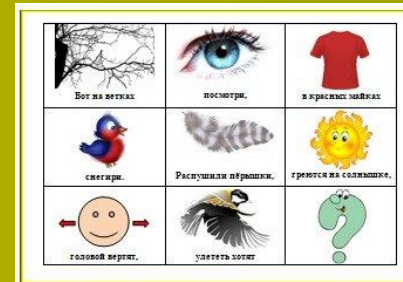 Вот на ветках
посмотри,
в красных майках
снегири.
Распушили пёрышки,
греются на солнышке,
головой вертят,
улететь хотят